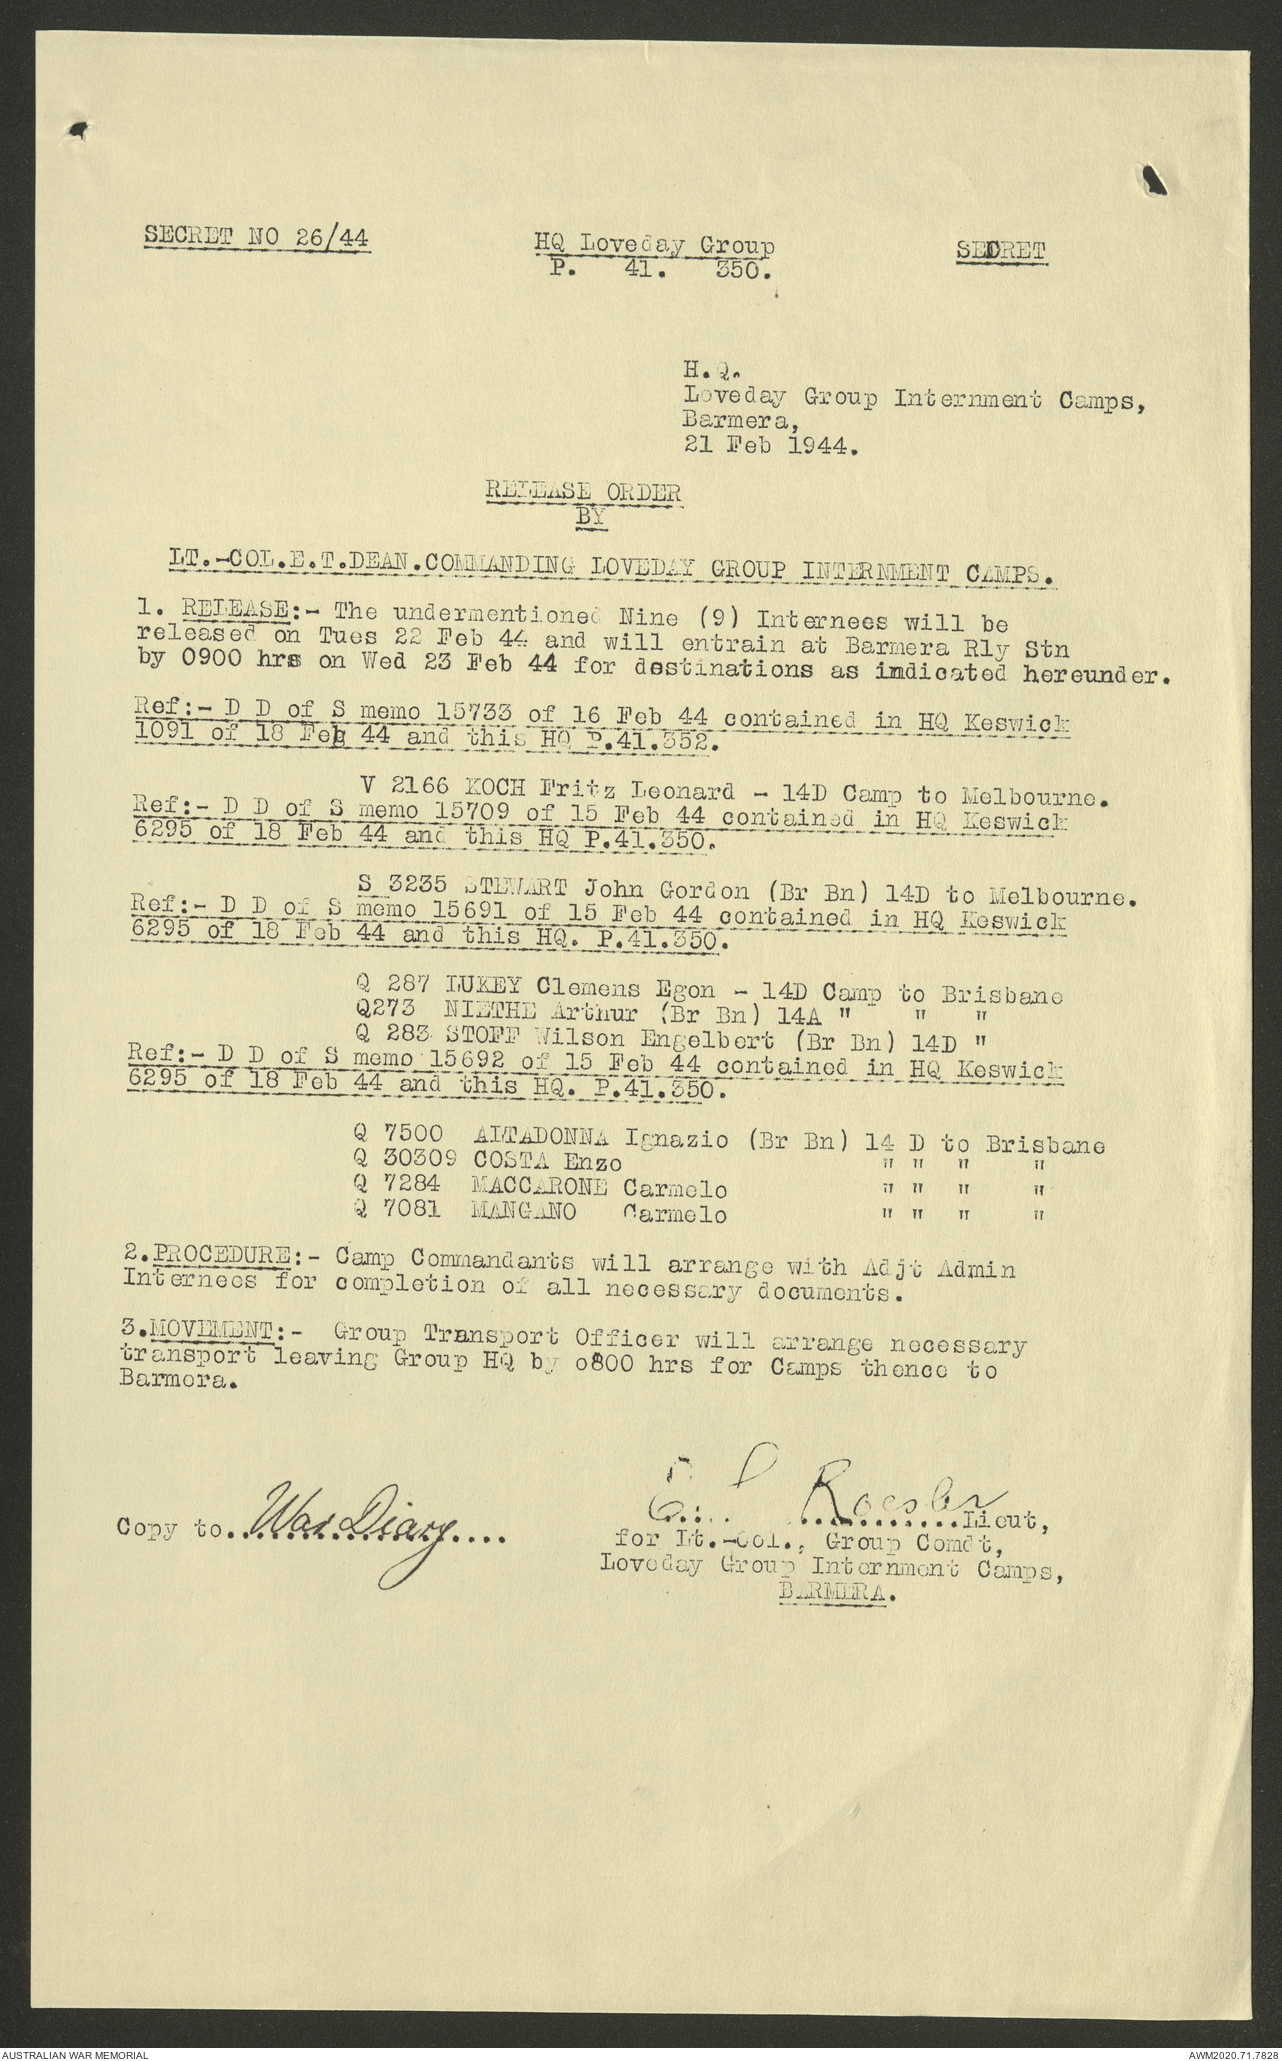 SECRET NO 26/44 HQ Loveday Group SECRET
P. 41. 350.
H.Q.
Loveday Group Internment Camps,
Barmera,
21 Feb 1944.
RELEASE ORDER
BY
LT.-COL.E.T.DEAN.COMMANDING LOVEDAY GROUP INTERNMENT CAMPS.
1. RELEASE:- The undermentioned Nine (9) Internees will be
released on Tues 22 Feb 44 and will entrain at Barmera Rly Stn
by 0900 hrs on Wed 23 Feb 44 for destinations as indicated hereunder.
Ref:- D D of S memo 15733 of 16 Feb 44 contained in HQ Keswick
1091 of 18 Feb 44 and this HQ P.41.352.
V 2166 KOCH Fritz Leonard - 14D Camp to Melbourne.
Ref:- D D of S memo 15709 of 15 Feb 44 contained in HQ Keswick
6295 of 18 Feb 44 and this HQ P.41.350.
S 3235 STEWART John Gordon (Br Bn) 14D to Melbourne.
Ref:- D D of S memo 15691 of 15 Feb 44 contained in HQ Keswick
6295 of 18 Feb 44 and this HQ. P.41.350.
Q 287 LUKEY Clemens Egon - 14D Camp to Brisbane
Q273 NIETHE Arthur (Br Bn) 14A " " "
Q 283 STOFF Wilson Engelbert (Br Bn) 14D "
Ref:- D D of S memo 15692 of 15 Feb 44 contained in HQ Keswick
6295 of 18 Feb 44 and this HQ. P.41.350.
Q 7500 ALTADONNA Ignazio (Br Bn) 14 D to Brisbane
Q 30309 COSTA Enzo " " " "
Q 7284 MACCARONE Carmelo " " " "
Q 7081 MANGANO Carmelo " " " "
2.PROCEDURE:- Camp Commandants will arrange with Adjt Admin
Internees for completion of all necessary documents.
3.MOVEMENT:- Group Transport Officer will arrange necessary
transport leaving Group HQ by o800 hrs for Camps thence to
Barmera.
Copy to. War Diary.... Roesler Lieut,
for Lt.-Col., Group Comdt,
Loveday Group Internment Camps,
BARMERA.
AUSTRALIAN WAR MEMORIAL AWM2020.71.7828